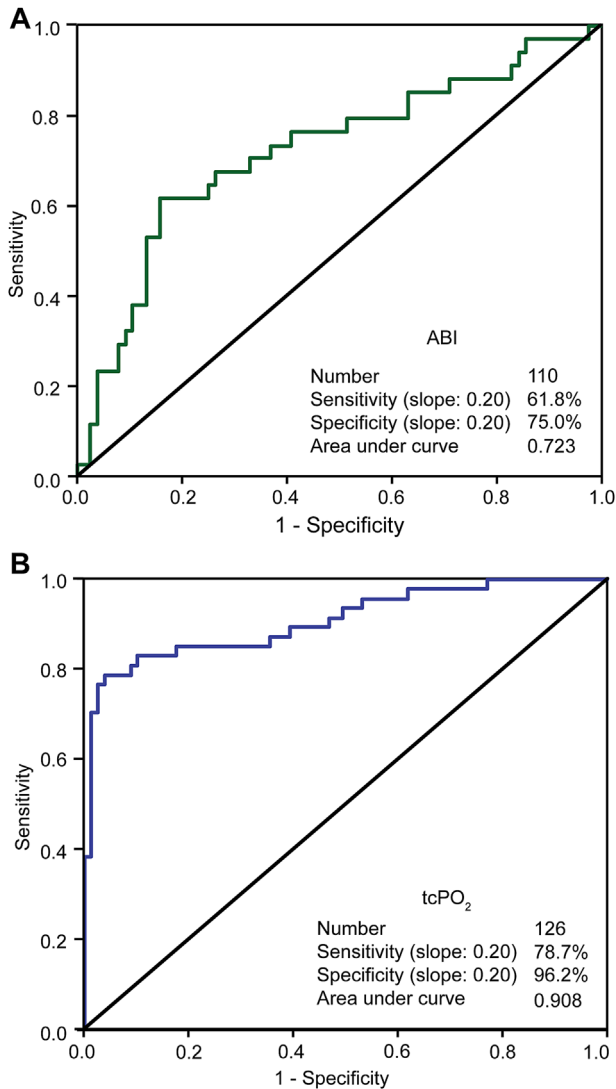 A
1.0
0.8
0.6
0.4
0.2
0.0
Sensitivity
ABI
Number 110
Sensitivity (slope: 0.20) 61.8%
Specificity (slope: 0.20) 75.0%
Area under curve 0.723
0.0 0.2 0.4 0.6 0.8 1.0
1 - Specificity
B
1.0
0.8
0.6
0.4
0.2
0.0
Sensitivity
tcPO₂
Number 126
Sensitivity (slope: 0.20) 78.7%
Specificity (slope: 0.20) 96.2%
Area under curve 0.908
0.0 0.2 0.4 0.6 0.8 1.0
1 - Specificity